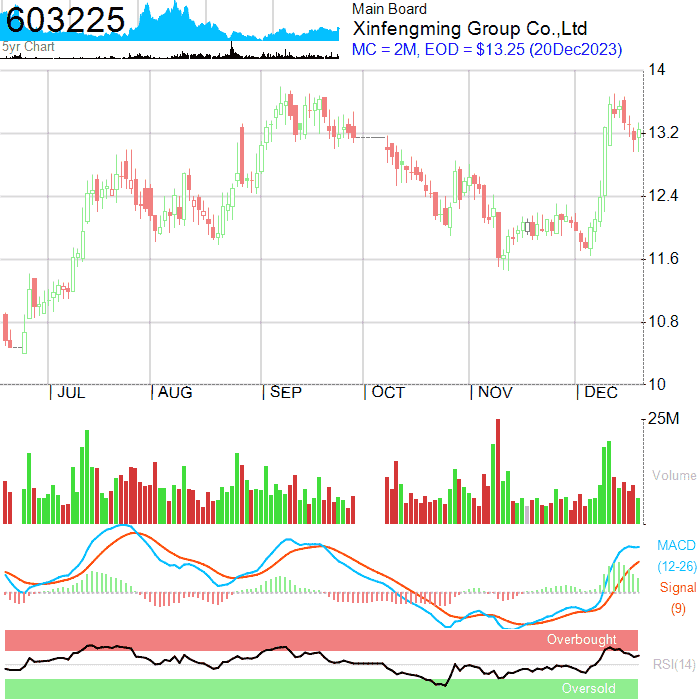 603225
5yr Chart
Main Board
Xinfengming Group Co.,Ltd
MC = 2M, EOD = $13.25 (20Dec2023)
14
13.2
12.4
11.6
10.8
10
JUL
AUG
SEP
OCT
NOV
DEC
25M
Volume
MACD
(12-26)
Signal
(9)
Overbought
RSI(14)
Oversold